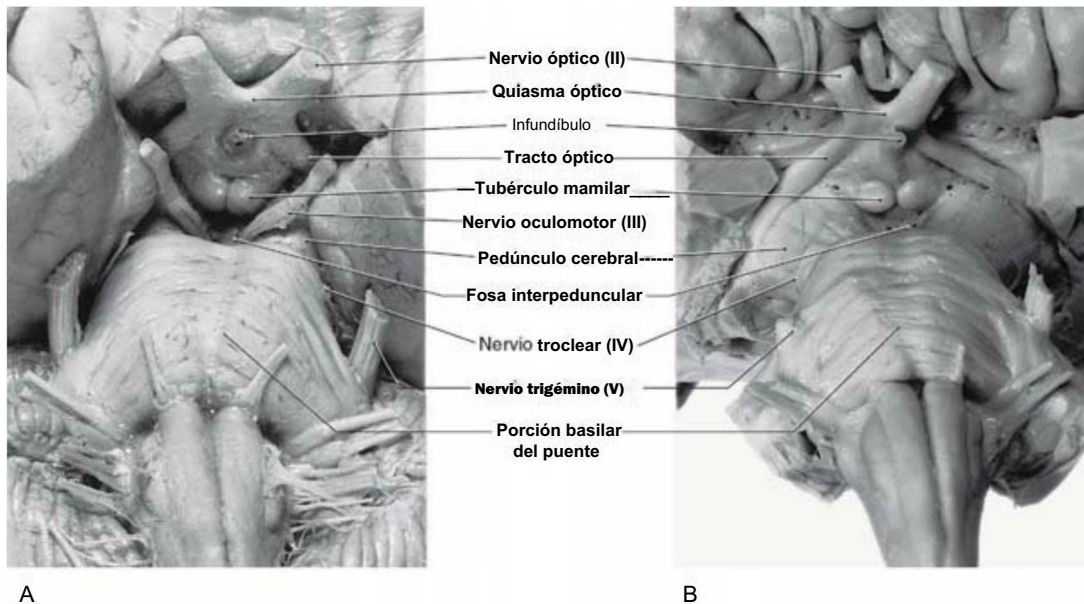 Nervio óptico (II)
Quiasma óptico
Infundíbulo
Tracto óptico
—Tubérculo mamilar____
Nervio oculomotor (III)
Pedúnculo cerebral------
Fosa interpeduncular
Nervio troclear (IV)
Nervio trigémino (V)
Porción basilar
del puente
A
B